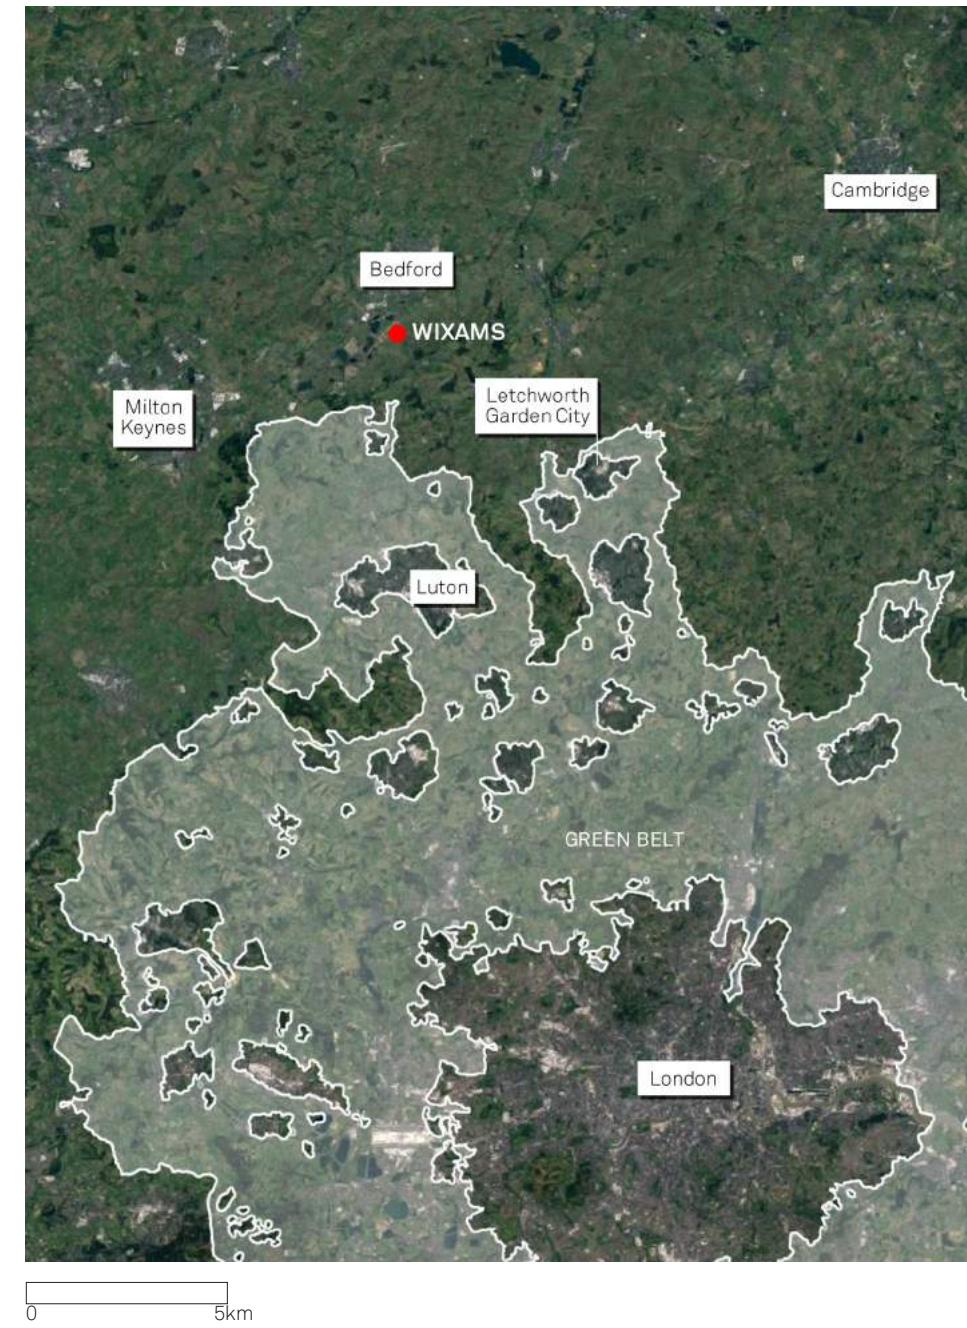 Cambridge
Bedford
WIXAMS
Letchworth
Garden City
Milton
Keynes
Luton
GREEN BELT
London
0
5km